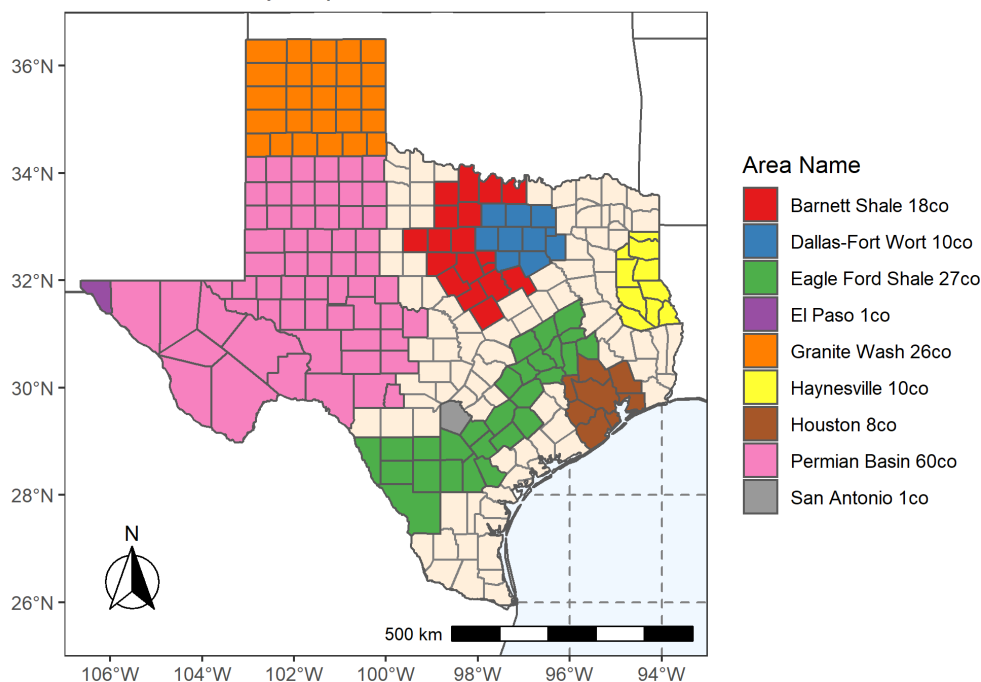 36°N
34°N
32°N
30°N
28°N
26°N
N
500 km
106°W
104°W
102°W
100°W
98°W
96°W
94°W
Area Name
Barnett Shale 18co
Dallas-Fort Wort 10co
Eagle Ford Shale 27co
El Paso 1co
Granite Wash 26co
Haynesville 10co
Houston 8co
Permian Basin 60co
San Antonio 1co